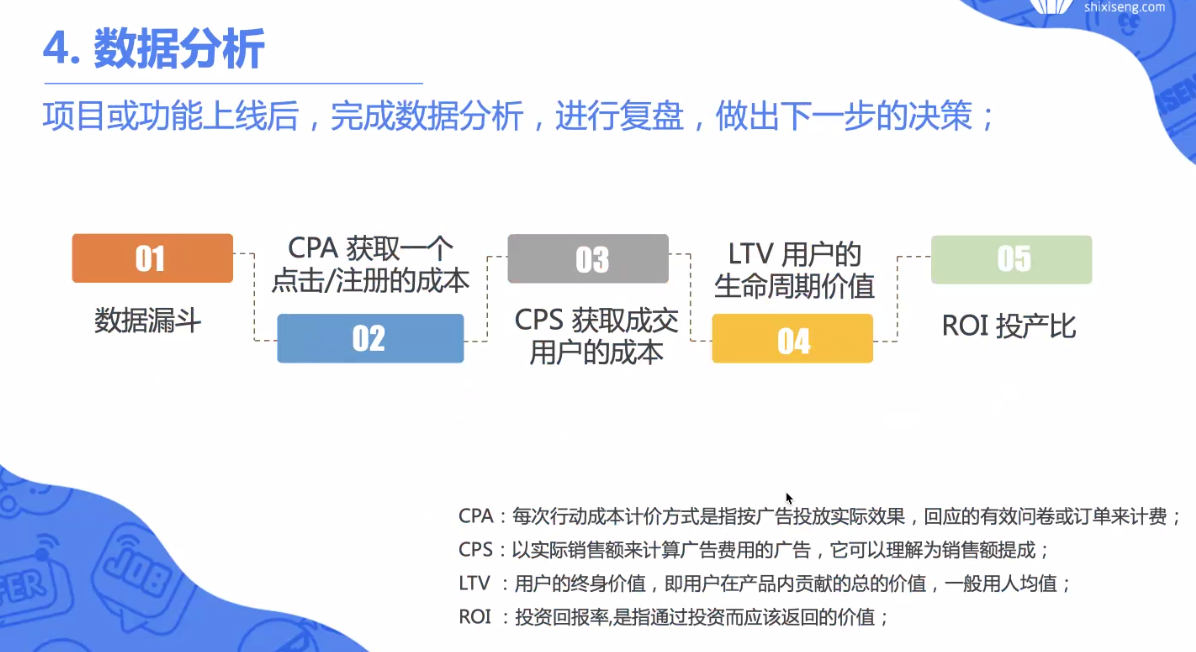 shixiseng.com
4. 数据分析
项目或功能上线后，完成数据分析，进行复盘，做出下一步的决策；
01
数据漏斗
CPA 获取一个
点击/注册的成本
02
03
CPS 获取成交
用户的成本
LTV 用户的
生命周期价值
04
05
ROI 投产比
CPA：每次行动成本计价方式是指按广告投放实际效果，回应的有效问卷或订单来计费；
CPS：以实际销售额来计算广告费用的广告，它可以理解为销售额提成；
LTV ：用户的终身价值，即用户在产品内贡献的总的价值，一般用人均值；
ROI ：投资回报率,是指通过投资而应该返回的价值；
JOB
FER